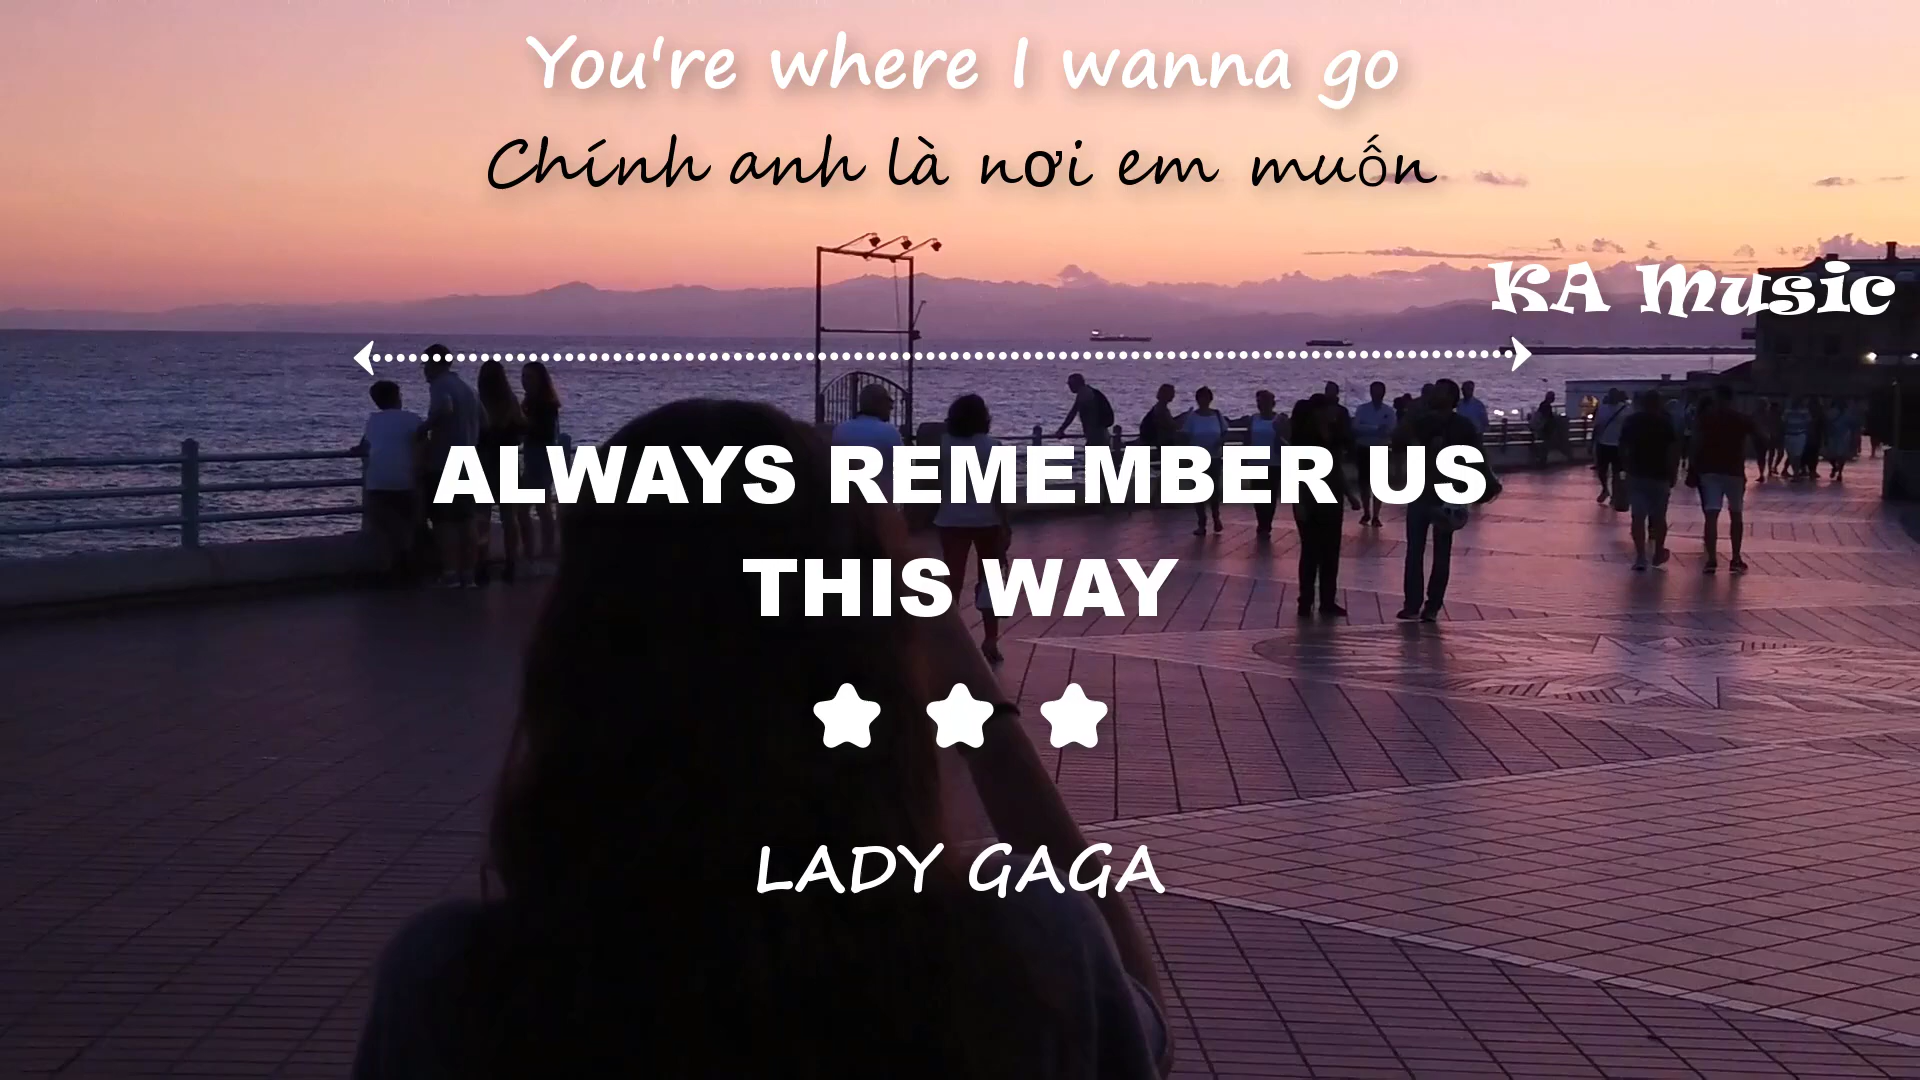 You're where I wanna go
Chính anh là nơi em muốn
KA Music
ALWAYS REMEMBER US
THIS WAY
LADY GAGA